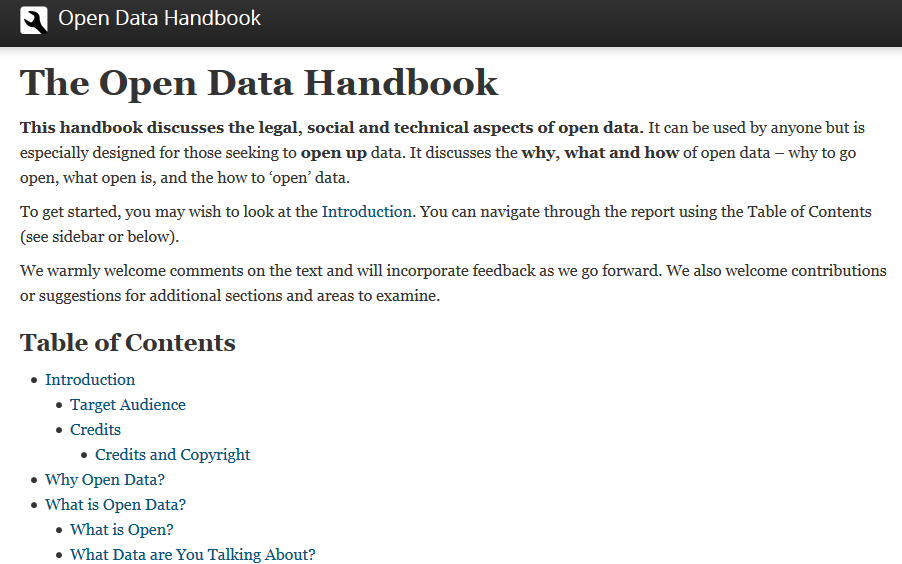 Open Data Handbook
The Open Data Handbook
This handbook discusses the legal, social and technical aspects of open data. It can be used by anyone but is
especially designed for those seeking to open up data. It discusses the why, what and how of open data – why to go
open, what open is, and the how to ‘open’ data.
To get started, you may wish to look at the Introduction. You can navigate through the report using the Table of Contents
(see sidebar or below).
We warmly welcome comments on the text and will incorporate feedback as we go forward. We also welcome contributions
or suggestions for additional sections and areas to examine.
Table of Contents
• Introduction
• Target Audience
• Credits
• Credits and Copyright
• Why Open Data?
• What is Open Data?
• What is Open?
• What Data are You Talking About?